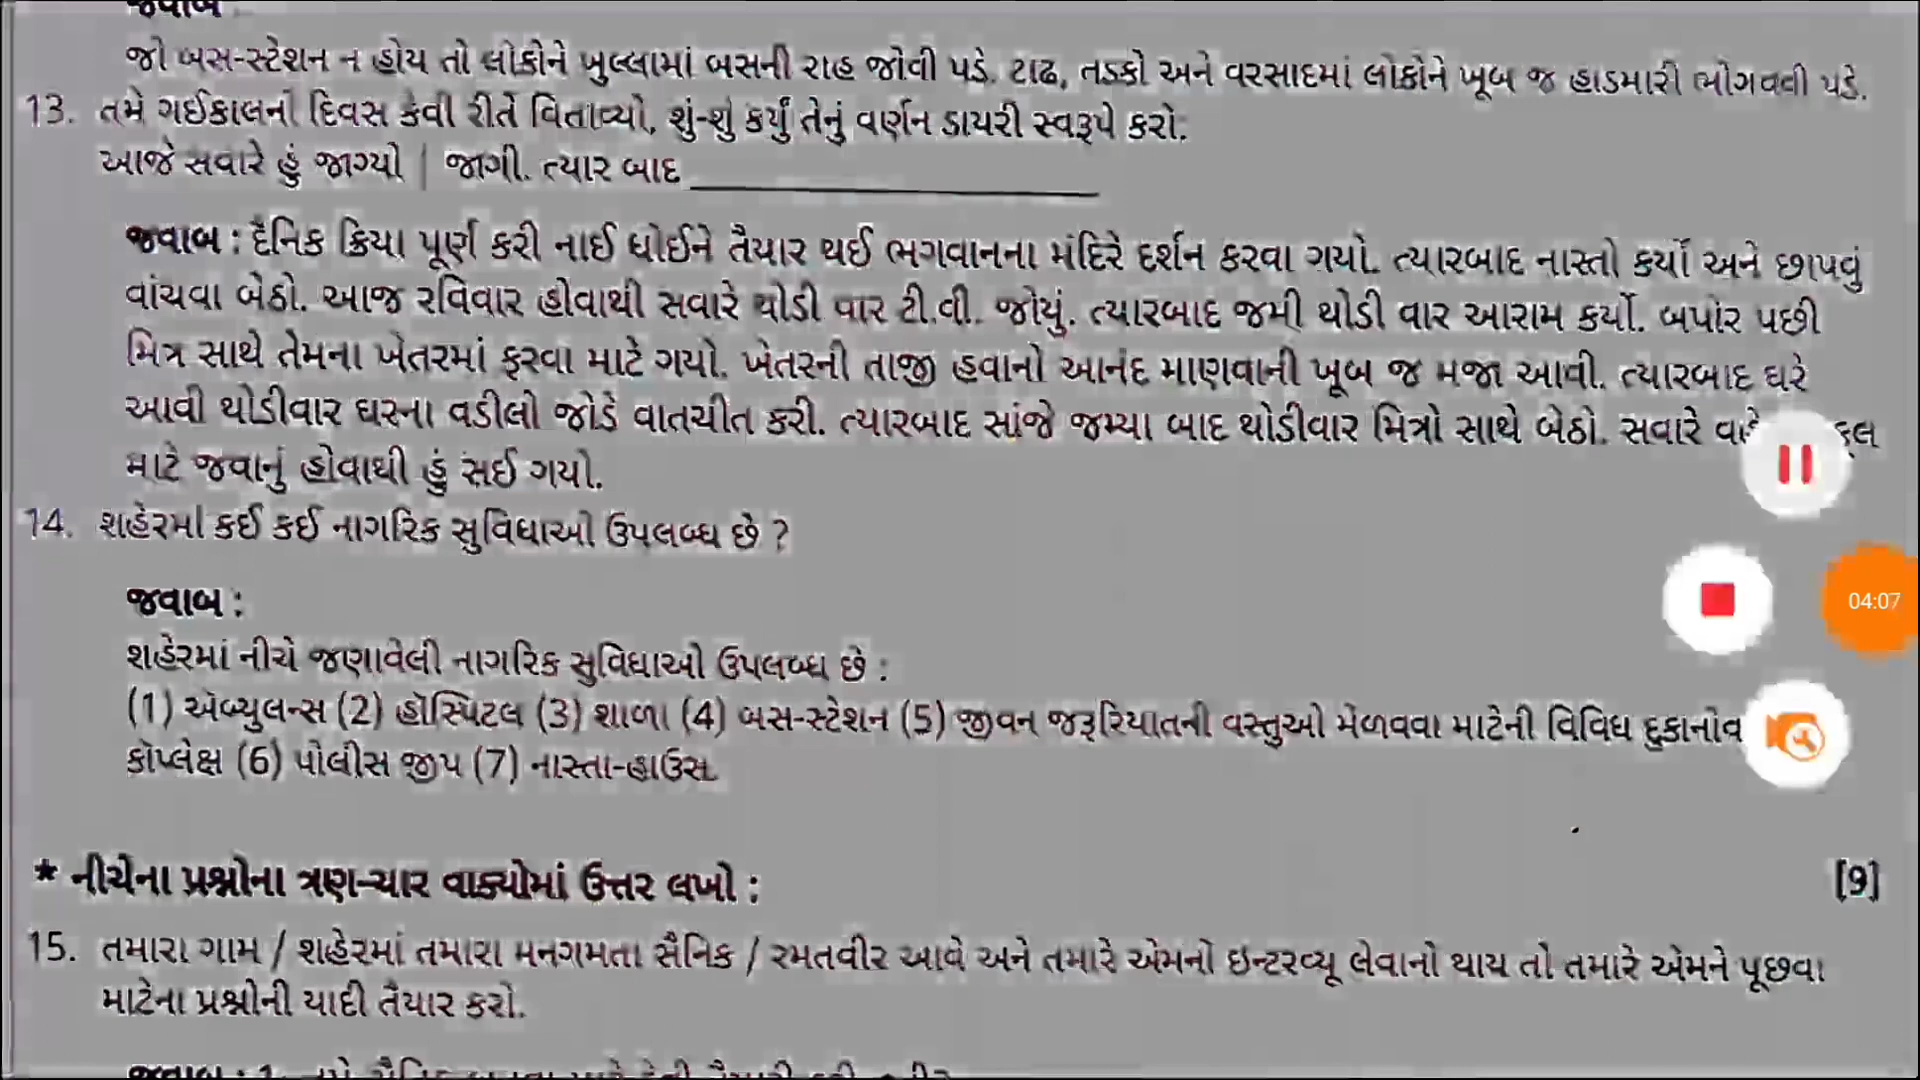 જવાબ
જો બસ-સ્ટેશન ન હોય તો લોકોને ખુલ્લામાં બસની રાહ જોવી પડે. ટાઢ, તડકો અને વરસાદમાં લોકોને ખૂબ જ હાડમારી ભોગવવી પડે.
13. તમે ગઈકાલનો દિવસ કેવી રીતે વિતાવ્યો, શું-શું કર્યું તેનું વર્ણન ડાયરી સ્વરૂપે કરો.
આજે સવારે હું જાગ્યો | જાગી. ત્યાર બાદ
જવાબ : દૈનિક ક્રિયા પૂર્ણ કરી નાઈ ધોઈને તૈયાર થઈ ભગવાનના મંદિરે દર્શન કરવા ગયો. ત્યારબાદ નાસ્તો કર્યો અને છાપવું
વાંચવા બેઠો. આજ રવિવાર હોવાથી સવારે થોડી વાર ટી.વી. જોયું. ત્યારબાદ જમી થોડી વાર આરામ કર્યો. બપોર પછી
મિત્ર સાથે તેમના ખેતરમાં ફરવા માટે ગયો. ખેતરની તાજી હવાનો આનંદ માણવાની ખૂબ જ મજા આવી. ત્યારબાદ ઘરે
આવી થોડીવાર ઘરના વડીલો જોડે વાતચીત કરી. ત્યારબાદ સાંજે જમ્યા બાદ થોડીવાર મિત્રો સાથે બેઠો. સવારે
માટે જવાનું હોવાથી હું સઈ ગયો.
14. શહેરમાં કઈ કઈ નાગરિક સુવિધાઓ ઉપલબ્ધ છે ?
જવાબ :
શહેરમાં નીચે જણાવેલી નાગરિક સુવિધાઓ ઉપલબ્ધ છે :
(1) ઍબ્યુલન્સ (2) હૉસ્પિટલ (3) શાળા (4) બસ-સ્ટેશન (5) જીવન જરૂરિયાતની વસ્તુઓ મેળવવા માટેની વિવિધ દુકાનોવ
કૉપ્લેક્ષ (6) પોલીસ જીપ (7) નાસ્તા-હાઉસ
04:07
* નીચેના પ્રશ્નોના ત્રણ-ચાર વાક્યોમાં ઉત્તર લખો : [9]
15. તમારા ગામ / શહેરમાં તમારા મનગમતા સૈનિક / રમતવીર આવે અને તમારે એમનો ઇન્ટરવ્યૂ લેવાનો થાય તો તમારે એમને પૂછવા
માટેના પ્રશ્નોની યાદી તૈયાર કરો.
જવાબ : 1.